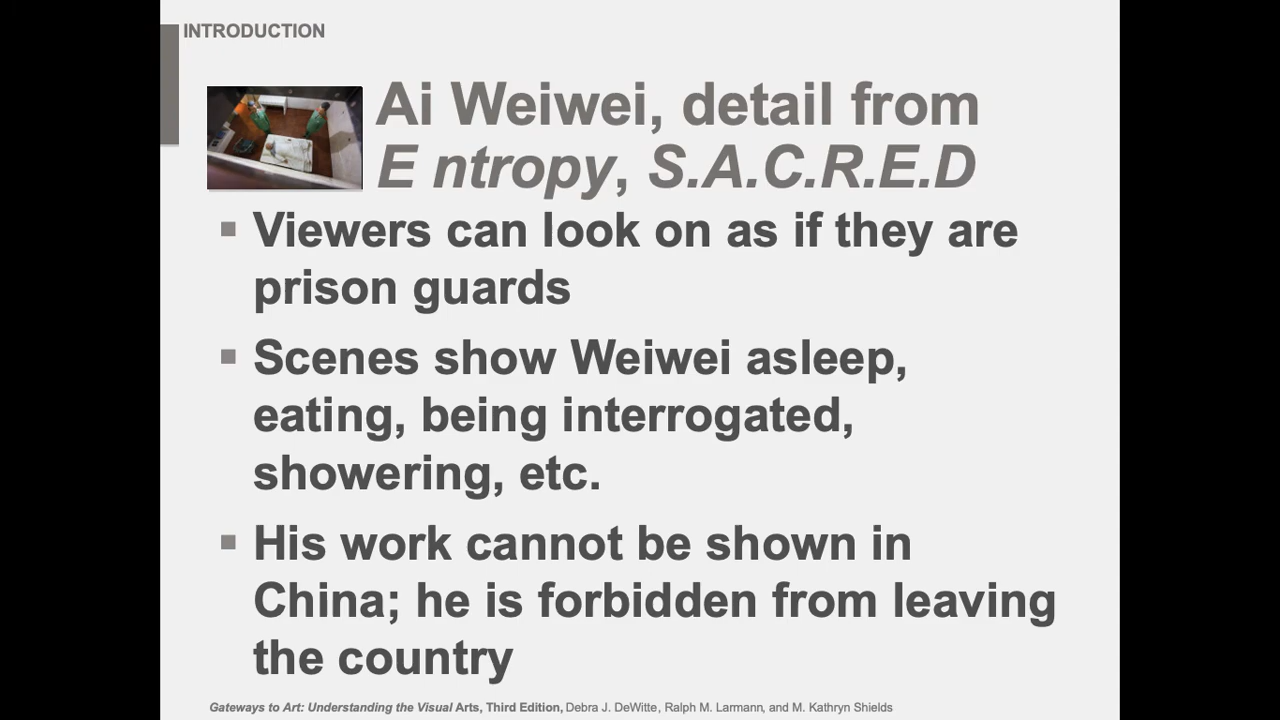 INTRODUCTION
Ai Weiwei, detail from
E ntropy, S.A.C.R.E.D
▪ Viewers can look on as if they are
prison guards
▪ Scenes show Weiwei asleep,
eating, being interrogated,
showering, etc.
▪ His work cannot be shown in
China; he is forbidden from leaving
the country
Gateways to Art: Understanding the Visual Arts, Third Edition, Debra J. DeWitte, Ralph M. Larmann, and M. Kathryn Shields